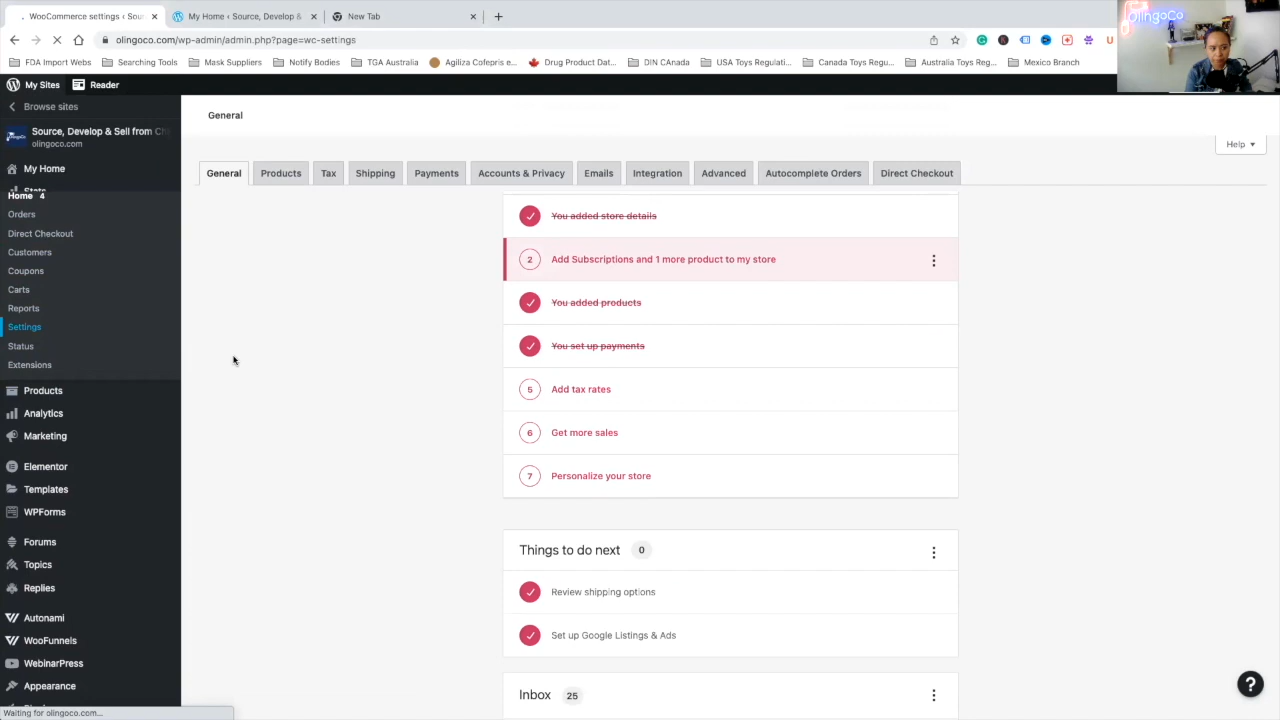 WooCommerce settings ‹ Sour
My Home ‹ Source, Develop &
New Tab
olingoco.com/wp-admin/admin.php?page=wc-settings
FDA Import Webs
Searching Tools
Mask Suppliers
Notify Bodies
TGA Australia
Agiliza Cofepris e...
Drug Product Dat...
DIN CAnada
USA Toys Regulati...
Canada Toys Regu...
Australia Toys Reg...
Mexico Branch
OlingoCo
My Sites
Reader
Browse sites
Source, Develop & Sell from Ch
olingoco.com
My Home
Home 4
Orders
Direct Checkout
Customers
Coupons
Carts
Reports
Settings
Status
Extensions
Products
Analytics
Marketing
Elementor
Templates
WPForms
Forums
Topics
Replies
Autonami
WooFunnels
WebinarPress
Appearance
Waiting for olingoco.com...
General
Help
General
Products
Tax
Shipping
Payments
Accounts & Privacy
Emails
Integration
Advanced
Autocomplete Orders
Direct Checkout
You added store details
2 Add Subscriptions and 1 more product to my store
You added products
You set up payments
5 Add tax rates
6 Get more sales
7 Personalize your store
Things to do next 0
Review shipping options
Set up Google Listings & Ads
Inbox 25
?